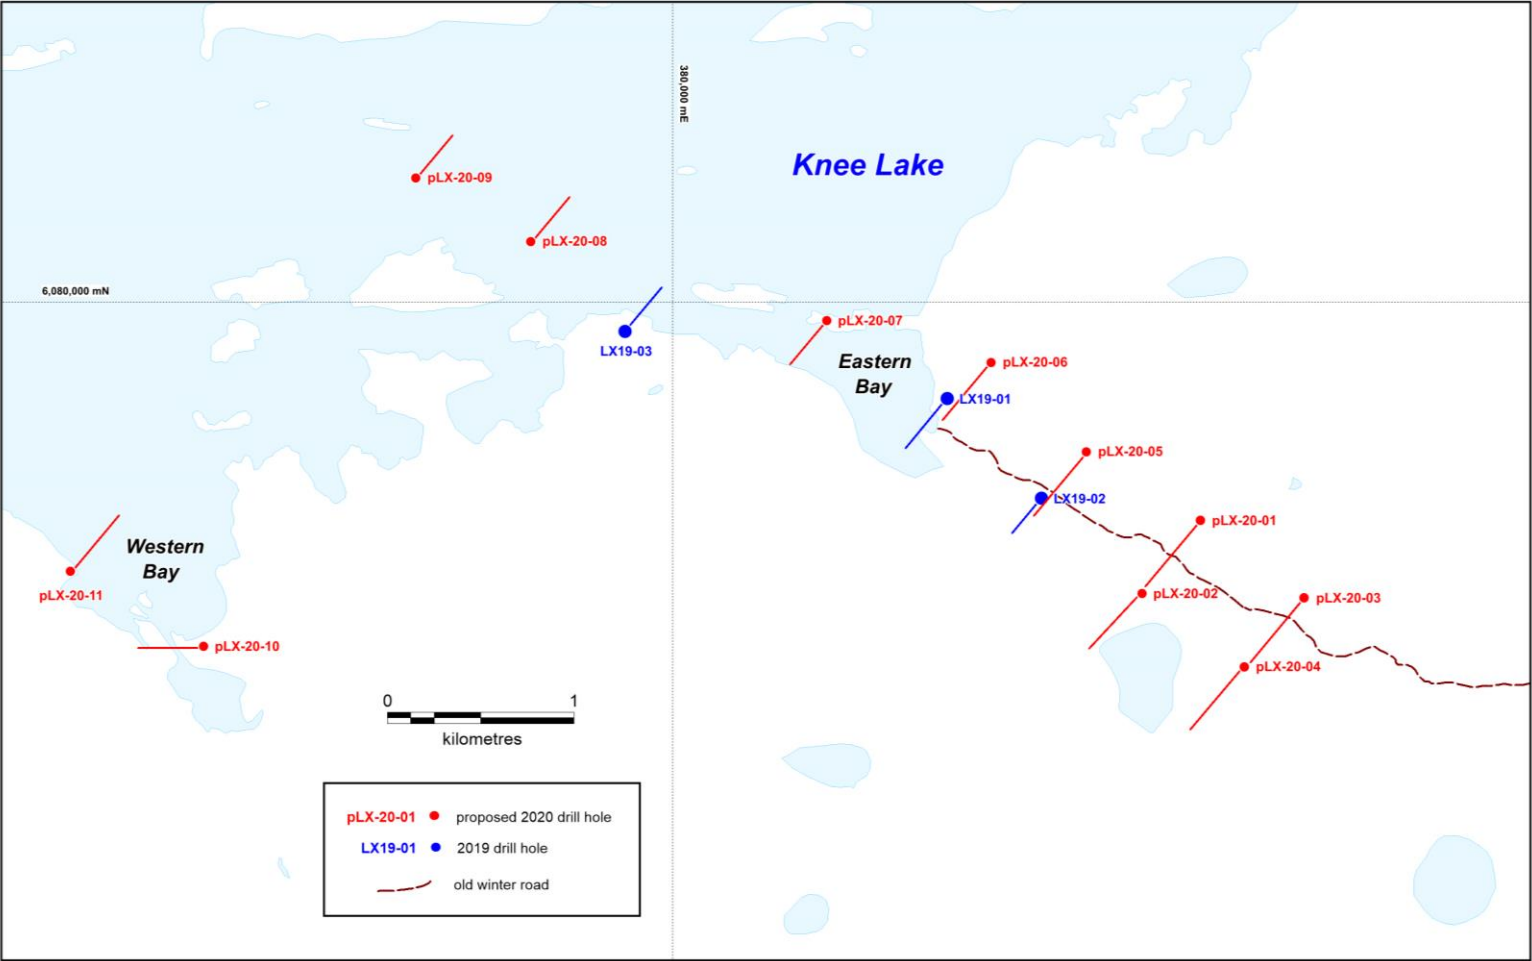 380,000 mE
Knee Lake
pLX-20-09
pLX-20-08
6,080,000 mN
pLX-20-07
LX19-03
Eastern
Bay
pLX-20-06
LX19-01
pLX-20-05
LX19-02
pLX-20-01
Western
Bay
pLX-20-11
pLX-20-02
pLX-20-03
pLX-20-10
pLX-20-04
0 1
kilometres
pLX-20-01 proposed 2020 drill hole
LX19-01 2019 drill hole
old winter road